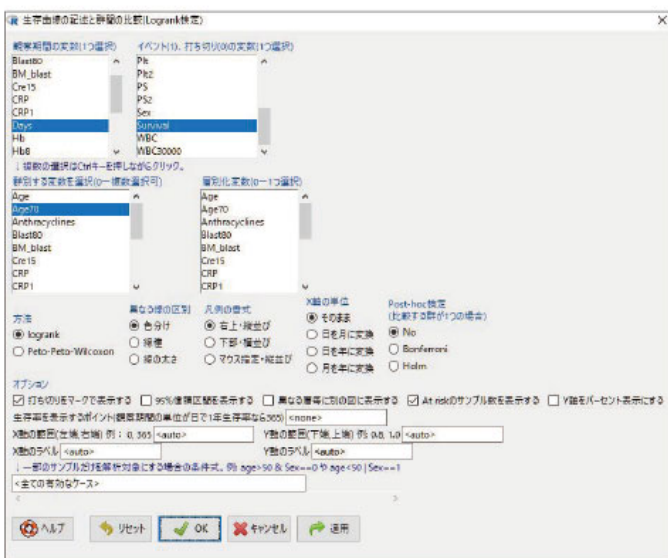 生存曲線の記述と群間の比較(Logrank検定)
観察期間の変数(1つ選択) イベント(1)、打ち切り(0)の変数(1つ選択)
Blast80 Plt
BM_blast Plt2
Cre15 PS
CRP PS2
CRP1 Sex
Days Survival
Hb WBC
Hb8 WBC30000
↓複数の選択はCtrlキーを押しながらクリック。
群別する変数を選択(0~複数選択可) 層別化変数(0~1つ選択)
Age Age
Age70 Age70
Anthracyclines Anthracyclines
Blast80 Blast80
BM_blast BM_blast
Cre15 Cre15
CRP CRP
CRP1 CRP1
方法 異なる線の区別 凡例の書式 X軸の単位 Post-hoc検定
(比較する群が1つの場合)
logrank 色分け 右上・縦並び そのまま No
Peto-Peto-Wilcoxon 線種 下部・横並び 日を月に変換 Bonferroni
線の太さ マウス指定・縦並び 日を年に変換 Holm
月を年に変換
オプション
打ち切りをマークで表示する 95%信頼区間を表示する 異なる層毎に別の図に表示する At riskのサンプル数を表示する Y軸をパーセント表示にする
生存率を表示するポイント(観察期間の単位が日で1年生存率なら365) <none>
X軸の範囲(左端,右端) 例: 0, 365 <auto> Y軸の範囲(下端,上端) 例: 0.8, 1.0 <auto>
X軸のラベル <auto> Y軸のラベル <auto>
↓一部のサンプルだけを解析対象にする場合の条件式。例: age>50 & Sex==0 や age<50 | Sex==1
<全ての有効なケース>
ヘルプ リセット OK キャンセル 適用